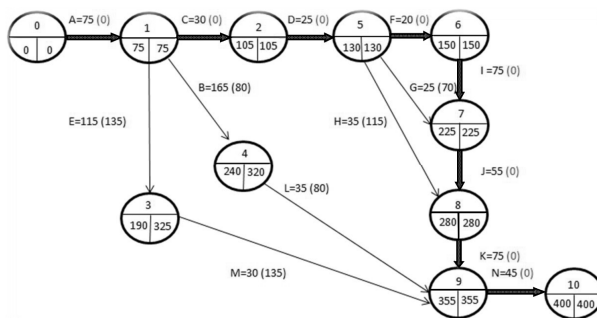 A=75 (0) C=30 (0) D=25 (0) F=20 (0)
0 1 2 5 6
0 0 75 75 105 105 130 130 150 150
I =75 (0)
B=165 (80) G=25 (70)
E=115 (135) H=35 (115) 7
225 225
4
240 320 J=55 (0)
L=35 (80)
3 8
190 325 280 280
K=75 (0)
M=30 (135) N=45 (0)
9 10
355 355 400 400